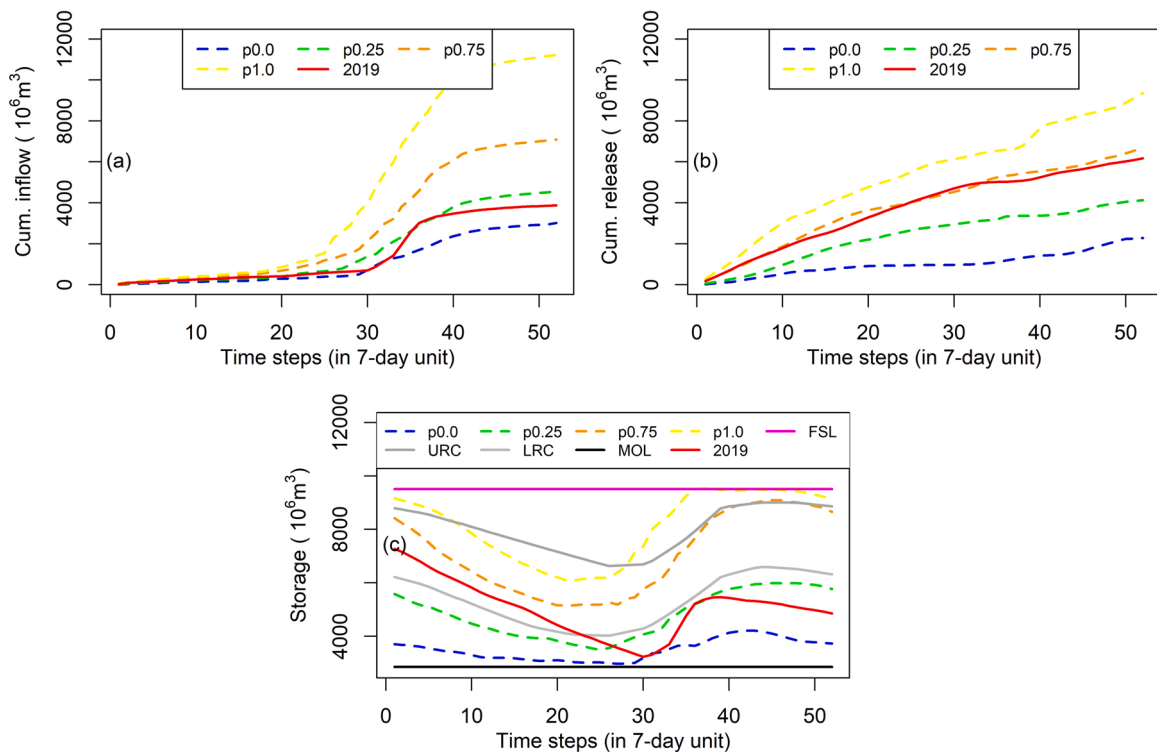 p0.0 p0.25 p0.75
p1.0 2019
Cum. inflow ( 10⁶m³)
0 4000 8000 12000
(a)
0 10 20 30 40 50
Time steps (in 7-day unit)
p0.0 p0.25 p0.75
p1.0 2019
Cum. release ( 10⁶m³)
0 4000 8000 12000
(b)
0 10 20 30 40 50
Time steps (in 7-day unit)
p0.0 p0.25 p0.75 p1.0 FSL
URC LRC MOL 2019
Storage ( 10⁶m³)
4000 8000 12000
(c)
0 10 20 30 40 50
Time steps (in 7-day unit)